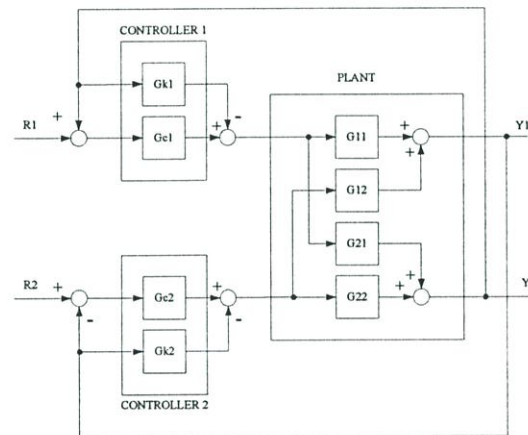 CONTROLLER 1
Gk1
-
PLANT
R1
+
+
Gc1
+
G11
+
Y1
+
G12
G21
R2
+
Gc2
+
+
-
Gk2
-
G22
+
Y
CONTROLLER 2